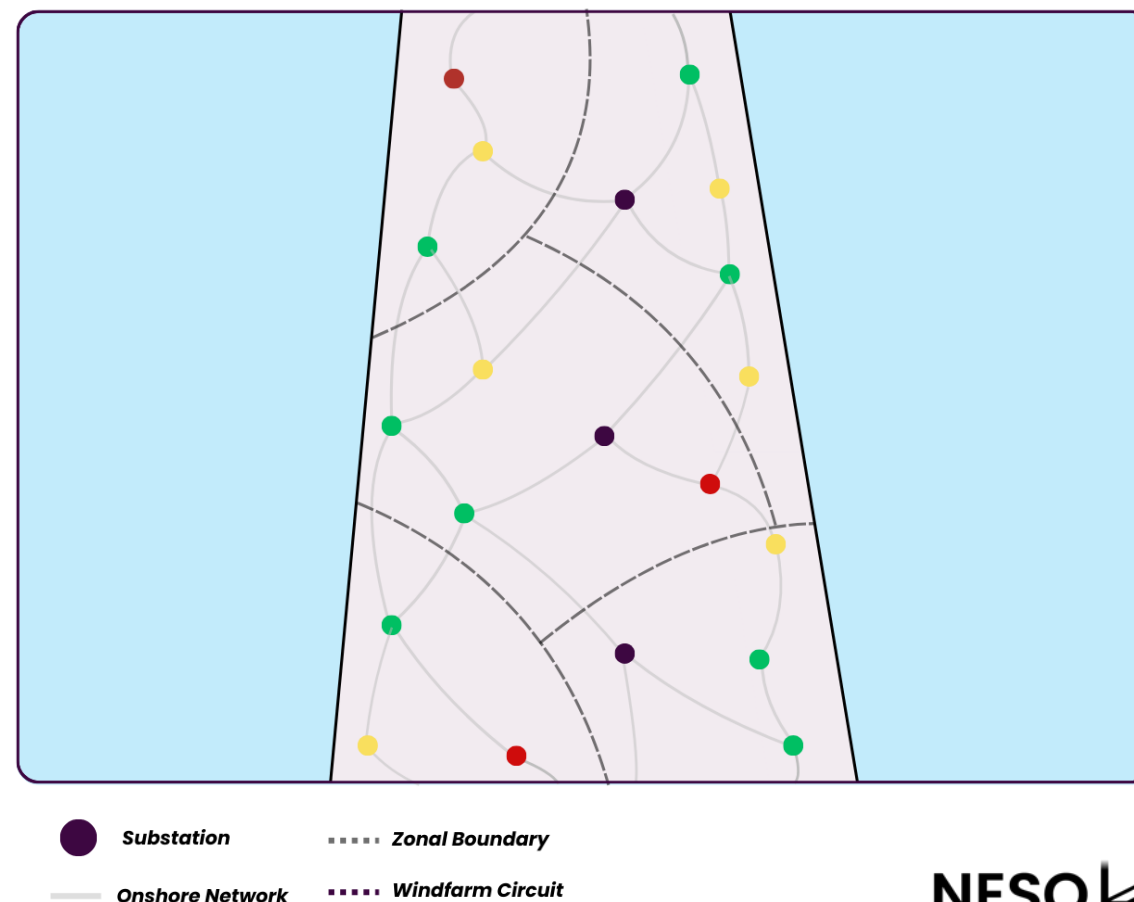 Substation
Zonal Boundary
Onshore Network
Windfarm Circuit
NESO